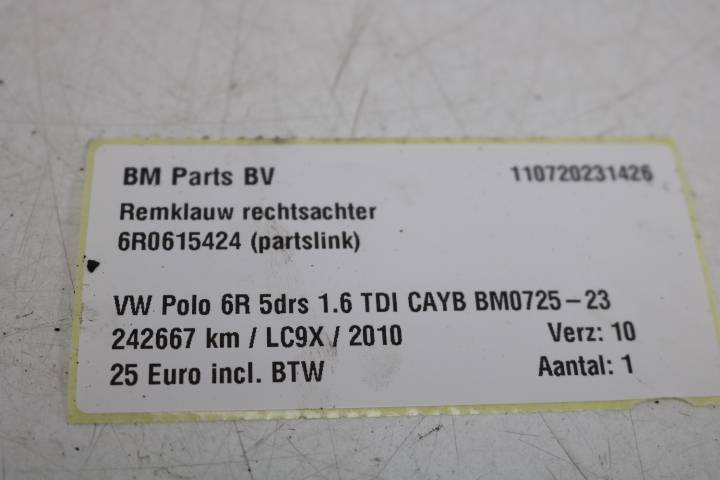 BM Parts BV 110720231426
Remklauw rechtsachter
6R0615424 (partslink)
VW Polo 6R 5drs 1.6 TDI CAYB BM0725-23
242667 km / LC9X / 2010 Verz: 10
25 Euro incl. BTW Aantal: 1